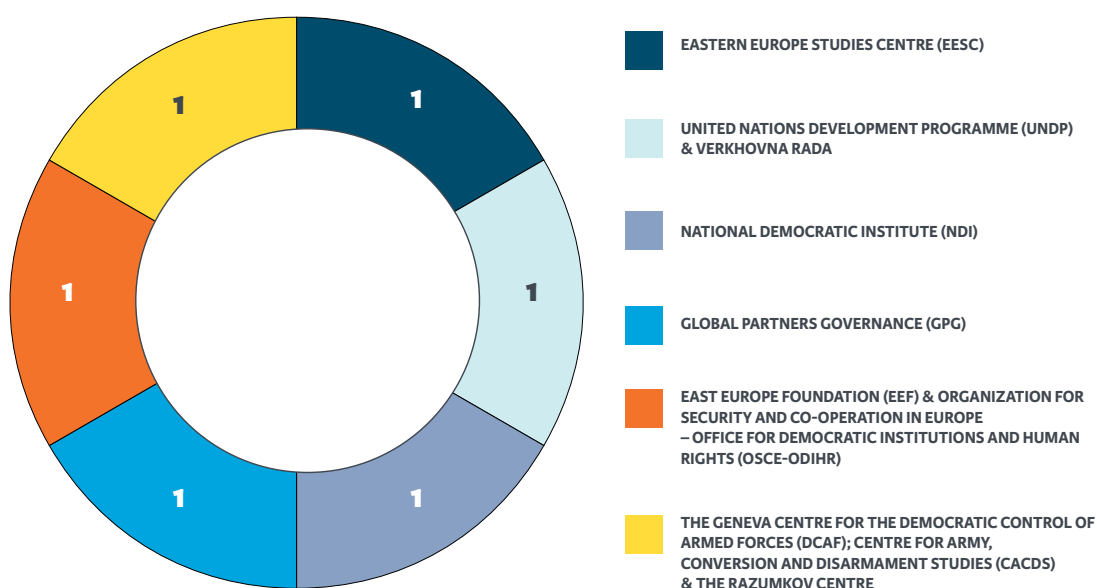 1
1
1
1
1
1
EASTERN EUROPE STUDIES CENTRE (EESC)
UNITED NATIONS DEVELOPMENT PROGRAMME (UNDP)
& VERKHOVNA RADA
NATIONAL DEMOCRATIC INSTITUTE (NDI)
GLOBAL PARTNERS GOVERNANCE (GPG)
EAST EUROPE FOUNDATION (EEF) & ORGANIZATION FOR
SECURITY AND CO-OPERATION IN EUROPE
– OFFICE FOR DEMOCRATIC INSTITUTIONS AND HUMAN
RIGHTS (OSCE-ODIHR)
THE GENEVA CENTRE FOR THE DEMOCRATIC CONTROL OF
ARMED FORCES (DCAF); CENTRE FOR ARMY,
CONVERSION AND DISARMAMENT STUDIES (CACDS)
& THE RAZUMKOV CENTRE